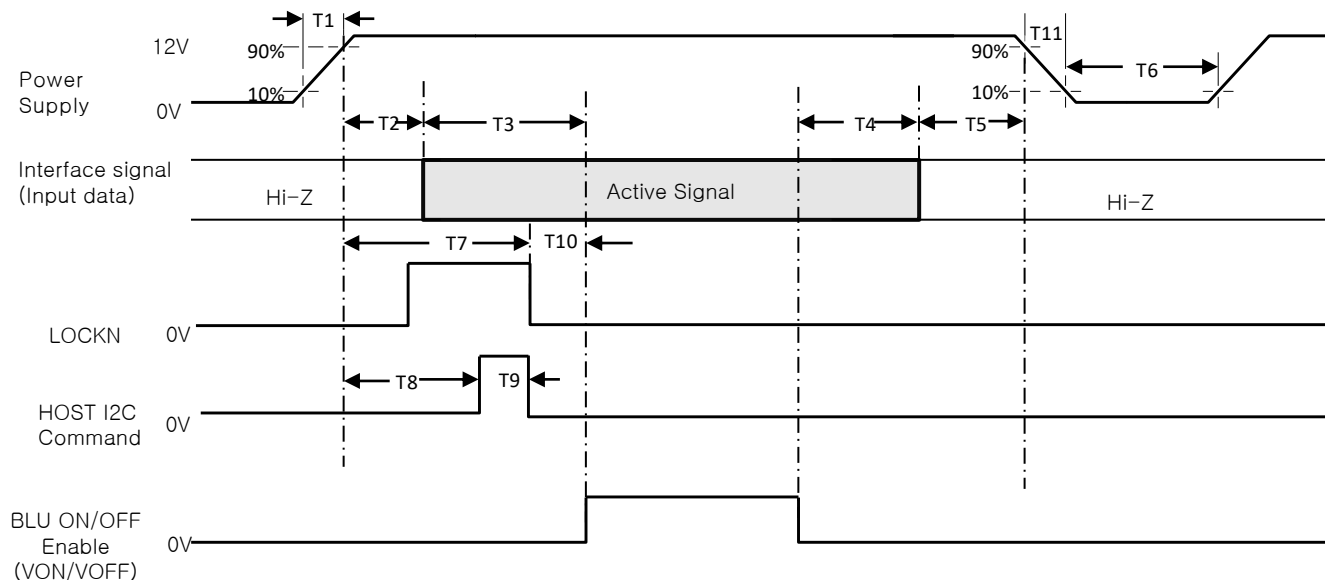 T1
T11
12V
90%
90%
Power
Supply
T6
10%
10%
0V
T2
T3
T4
T5
Interface signal
(Input data)
Active Signal
Hi-Z
Hi-Z
T7
T10
LOCKN
0V
T8
T9
HOST I2C
Command
0V
BLU ON/OFF
Enable
(VON/VOFF)
0V